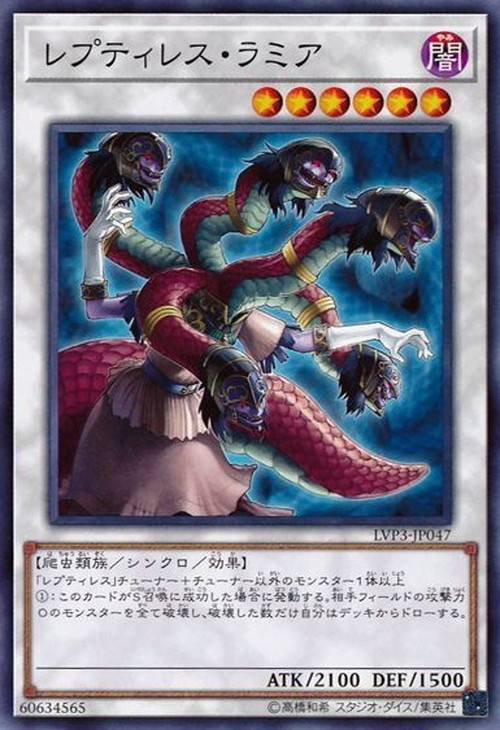 レプティレス・ラミア
闇
LVP3-JP047
【爬虫類族／シンクロ／効果】
「レプティレス」チューナー＋チューナー以外のモンスター１体以上
①：このカードがＳ召喚に成功した場合に発動する。相手フィールドの攻撃力
０のモンスターを全て破壊し、破壊した数だけ自分はデッキからドローする。
ATK/2100 DEF/1500
60634565
©高橋和希 スタジオ・ダイス/集英社